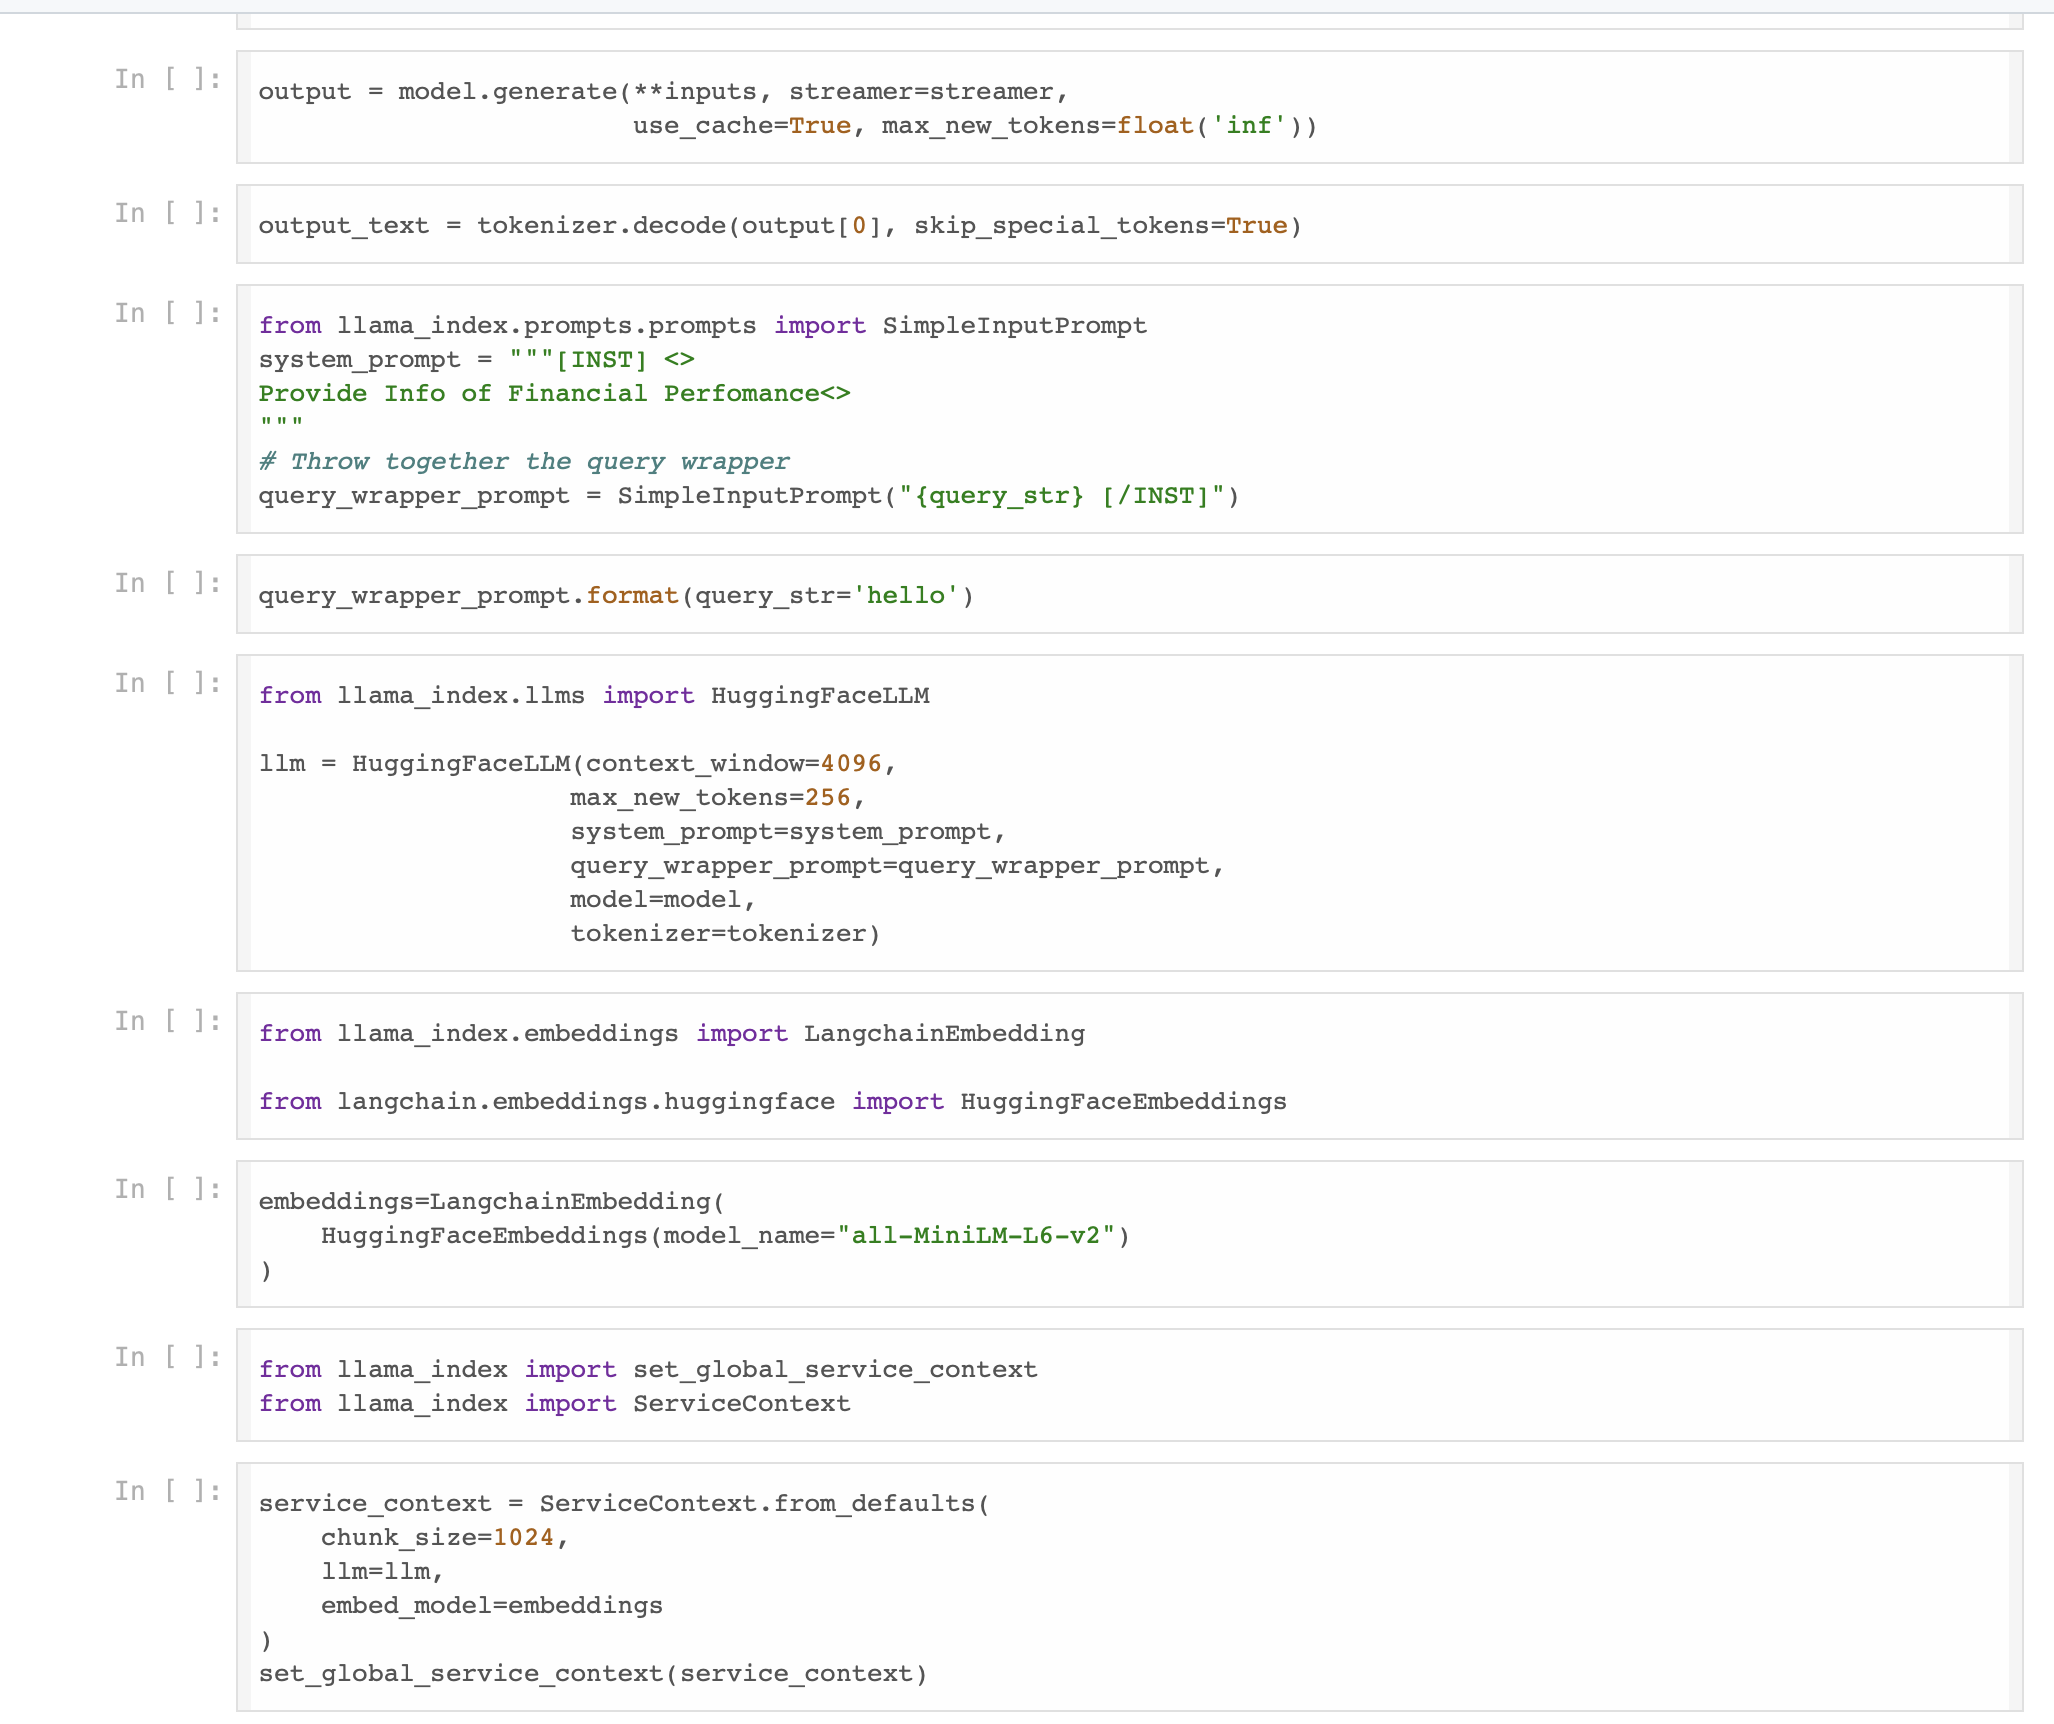 In [ ]:
output = model.generate(**inputs, streamer=streamer,
                        use_cache=True, max_new_tokens=float('inf'))
In [ ]:
output_text = tokenizer.decode(output[0], skip_special_tokens=True)
In [ ]:
from llama_index.prompts.prompts import SimpleInputPrompt
system_prompt = """[INST] <>
Provide Info of Financial Perfomance<>
"""
# Throw together the query wrapper
query_wrapper_prompt = SimpleInputPrompt("{query_str} [/INST]")
In [ ]:
query_wrapper_prompt.format(query_str='hello')
In [ ]:
from llama_index.llms import HuggingFaceLLM

llm = HuggingFaceLLM(context_window=4096,
                    max_new_tokens=256,
                    system_prompt=system_prompt,
                    query_wrapper_prompt=query_wrapper_prompt,
                    model=model,
                    tokenizer=tokenizer)
In [ ]:
from llama_index.embeddings import LangchainEmbedding

from langchain.embeddings.huggingface import HuggingFaceEmbeddings
In [ ]:
embeddings=LangchainEmbedding(
    HuggingFaceEmbeddings(model_name="all-MiniLM-L6-v2")
)
In [ ]:
from llama_index import set_global_service_context
from llama_index import ServiceContext
In [ ]:
service_context = ServiceContext.from_defaults(
    chunk_size=1024,
    llm=llm,
    embed_model=embeddings
)
set_global_service_context(service_context)